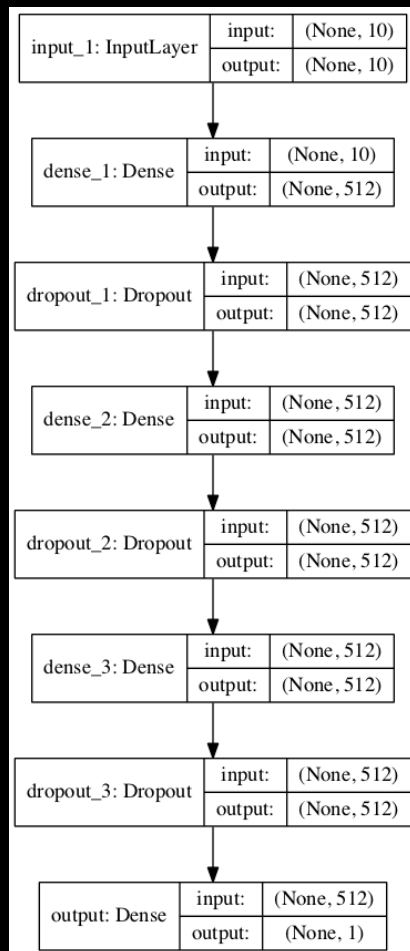 input_1: InputLayer input: (None, 10)
output: (None, 10)
dense_1: Dense input: (None, 10)
output: (None, 512)
dropout_1: Dropout input: (None, 512)
output: (None, 512)
dense_2: Dense input: (None, 512)
output: (None, 512)
dropout_2: Dropout input: (None, 512)
output: (None, 512)
dense_3: Dense input: (None, 512)
output: (None, 512)
dropout_3: Dropout input: (None, 512)
output: (None, 512)
output: Dense input: (None, 512)
output: (None, 1)